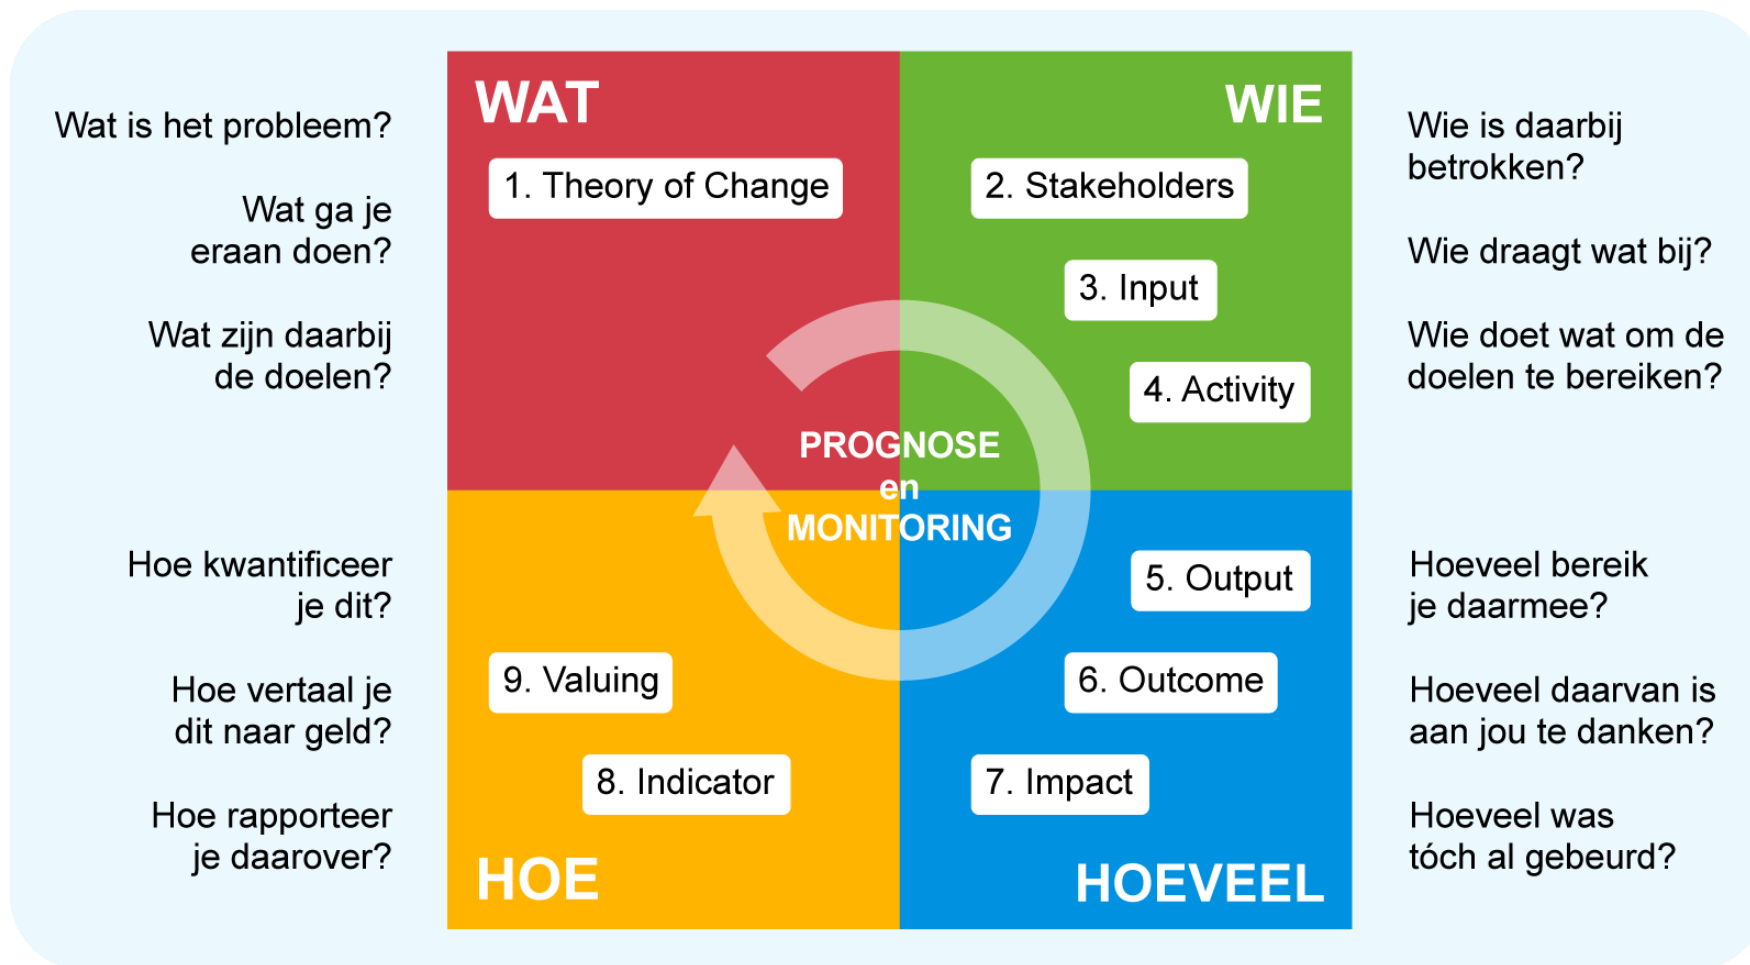 WAT
WIE
Wat is het probleem?
Wat ga je
eraan doen?
Wat zijn daarbij
de doelen?
1. Theory of Change
2. Stakeholders
3. Input
4. Activity
Wie is daarbij
betrokken?
Wie draagt wat bij?
Wie doet wat om de
doelen te bereiken?
PROGNOSE
en
MONITORING
Hoe kwantificeer
je dit?
Hoe vertaal je
dit naar geld?
Hoe rapporteer
je daarover?
9. Valuing
8. Indicator
HOE
5. Output
6. Outcome
7. Impact
HOEVEEL
Hoeveel bereik
je daarmee?
Hoeveel daarvan is
aan jou te danken?
Hoeveel was
tóch al gebeurd?